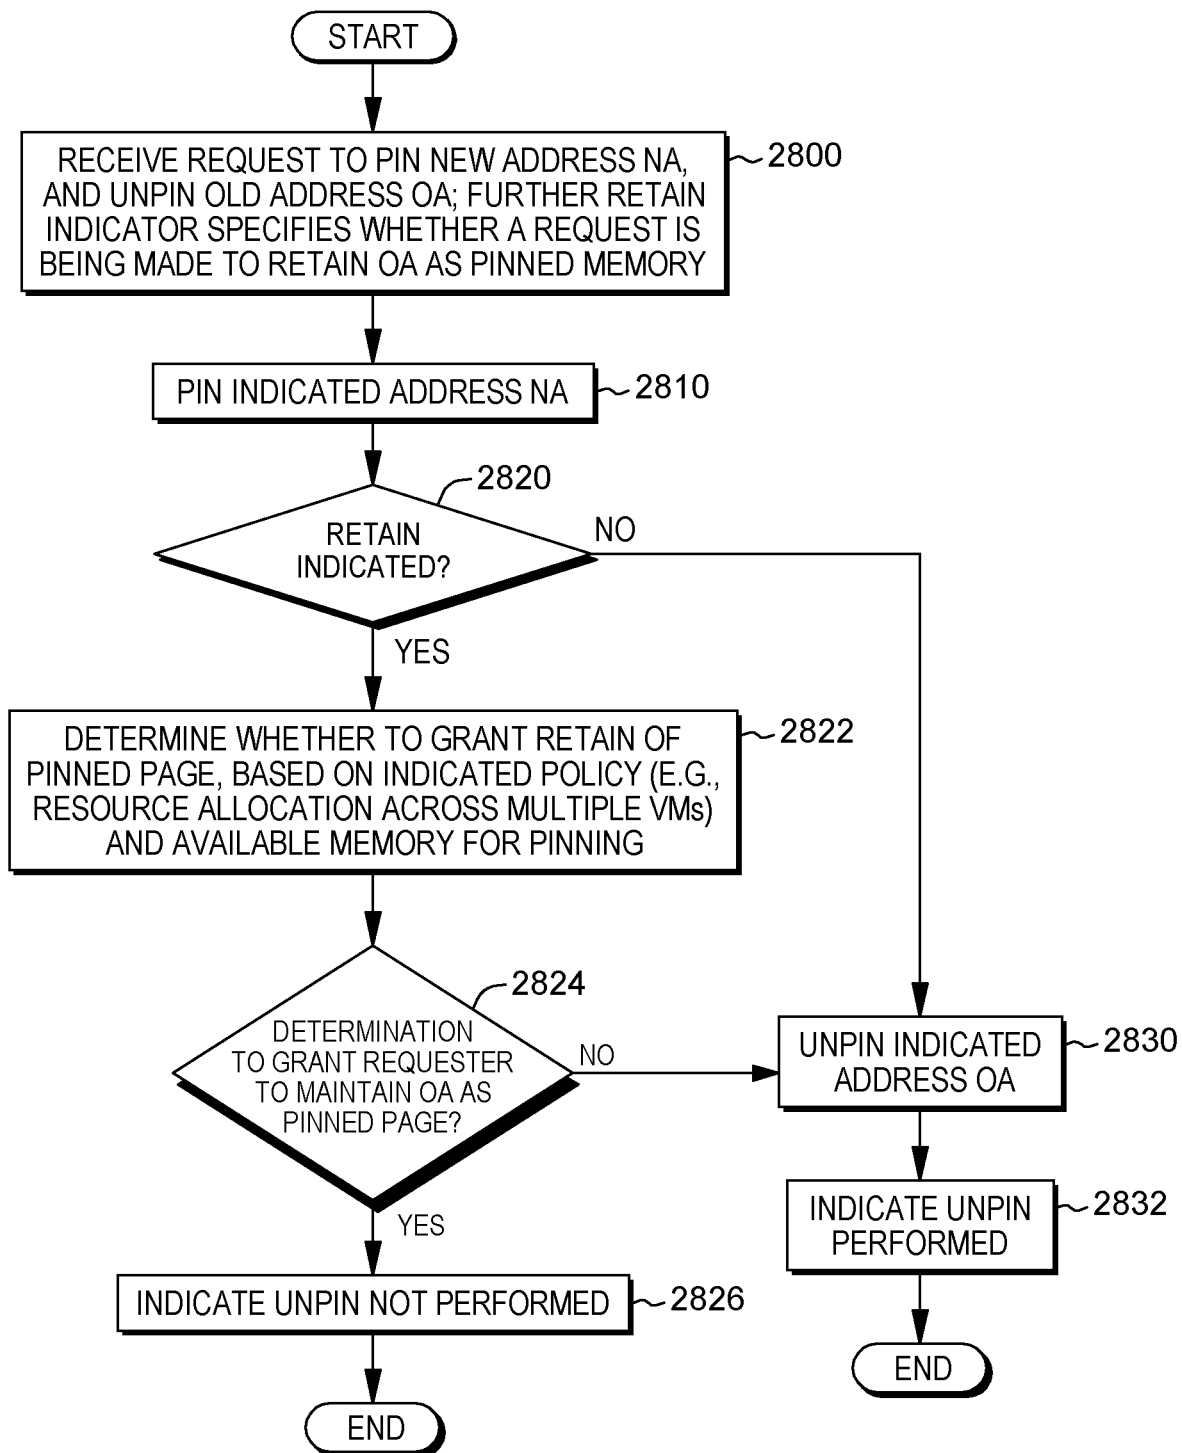 START
RECEIVE REQUEST TO PIN NEW ADDRESS NA,
AND UNPIN OLD ADDRESS OA; FURTHER RETAIN
INDICATOR SPECIFIES WHETHER A REQUEST IS
BEING MADE TO RETAIN OA AS PINNED MEMORY
2800
PIN INDICATED ADDRESS NA
2810
2820
RETAIN
INDICATED?
NO
YES
DETERMINE WHETHER TO GRANT RETAIN OF
PINNED PAGE, BASED ON INDICATED POLICY (E.G.,
RESOURCE ALLOCATION ACROSS MULTIPLE VMs)
AND AVAILABLE MEMORY FOR PINNING
2822
2824
DETERMINATION
TO GRANT REQUESTER
TO MAINTAIN OA AS
PINNED PAGE?
NO
YES
UNPIN INDICATED
ADDRESS OA
2830
INDICATE UNPIN
PERFORMED
2832
INDICATE UNPIN NOT PERFORMED
2826
END
END